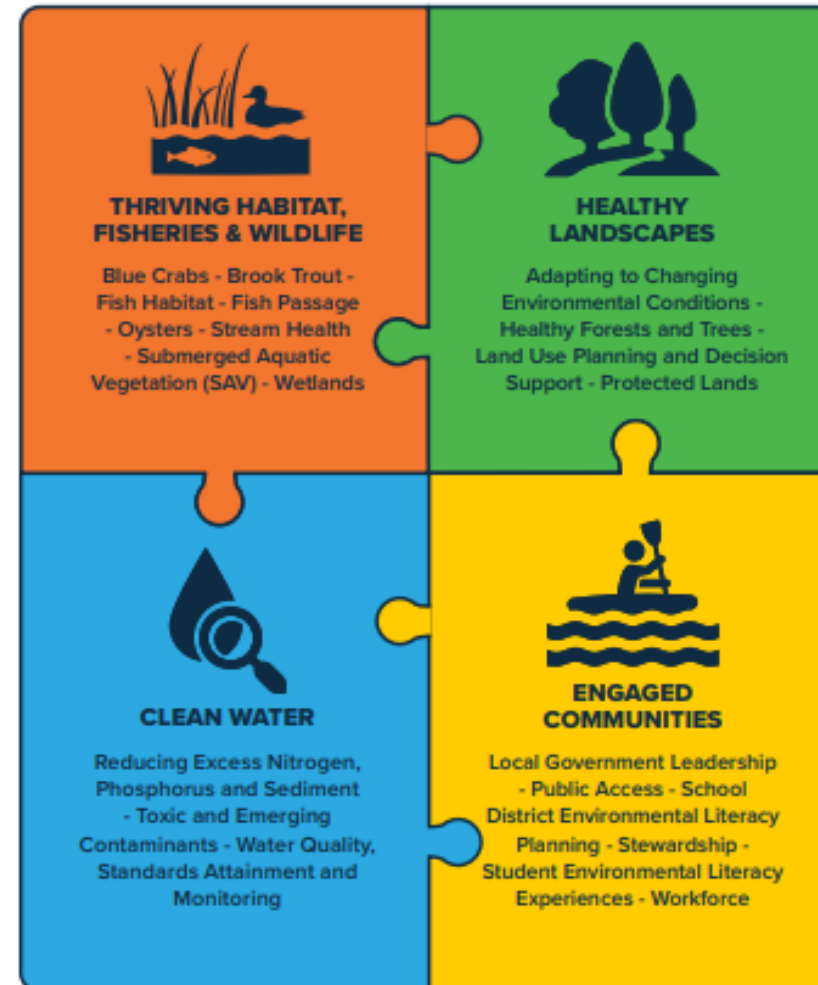 THRIVING HABITAT,
FISHERIES & WILDLIFE
Blue Crabs - Brook Trout -
Fish Habitat - Fish Passage
- Oysters - Stream Health
- Submerged Aquatic
Vegetation (SAV) - Wetlands
HEALTHY
LANDSCAPES
Adapting to Changing
Environmental Conditions -
Healthy Forests and Trees -
Land Use Planning and Decision
Support - Protected Lands
CLEAN WATER
Reducing Excess Nitrogen,
Phosphorus and Sediment
- Toxic and Emerging
Contaminants - Water Quality,
Standards Attainment and
Monitoring
ENGAGED
COMMUNITIES
Local Government Leadership
- Public Access - School
District Environmental Literacy
Planning - Stewardship -
Student Environmental Literacy
Experiences - Workforce